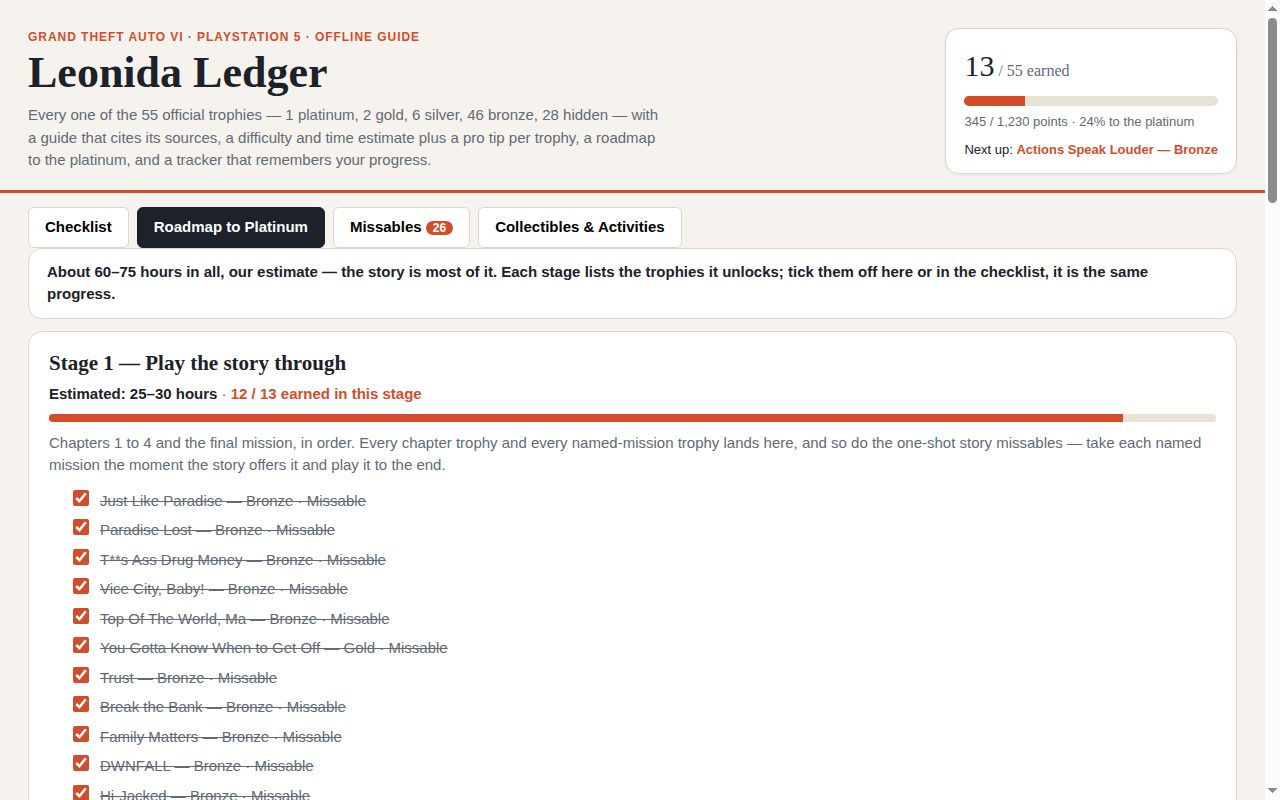 GRAND THEFT AUTO VI · PLAYSTATION 5 · OFFLINE GUIDE
Leonida Ledger
Every one of the 55 official trophies — 1 platinum, 2 gold, 6 silver, 46 bronze, 28 hidden — with
a guide that cites its sources, a difficulty and time estimate plus a pro tip per trophy, a roadmap
to the platinum, and a tracker that remembers your progress.
13 / 55 earned
345 / 1,230 points · 24% to the platinum
Next up: Actions Speak Louder — Bronze
Checklist
Roadmap to Platinum
Missables 26
Collectibles & Activities
About 60–75 hours in all, our estimate — the story is most of it. Each stage lists the trophies it unlocks; tick them off here or in the checklist, it is the same
progress.
Stage 1 — Play the story through
Estimated: 25–30 hours · 12 / 13 earned in this stage
Chapters 1 to 4 and the final mission, in order. Every chapter trophy and every named-mission trophy lands here, and so do the one-shot story missables — take each named
mission the moment the story offers it and play it to the end.
Just Like Paradise — Bronze · Missable
Paradise Lost — Bronze · Missable
T**s Ass Drug Money — Bronze · Missable
Vice City, Baby! — Bronze · Missable
Top Of The World, Ma — Bronze · Missable
You Gotta Know When to Get Off — Gold · Missable
Trust — Bronze · Missable
Break the Bank — Bronze · Missable
Family Matters — Bronze · Missable
DWNFALL — Bronze · Missable
Hi-Jacked — Bronze · Missable